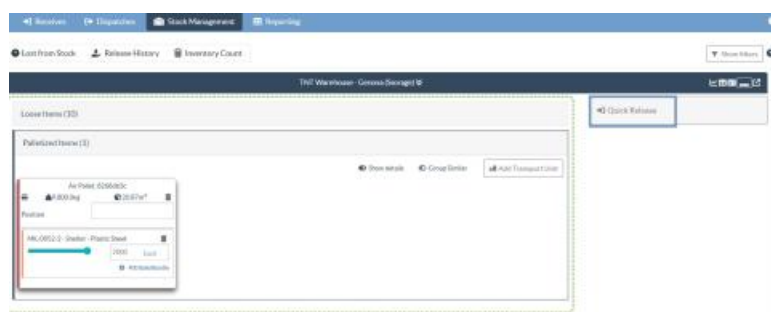 Receives Dispatches Stock Management Reporting
Lost from Stock Release History Inventory Count Show filters
TNT Warehouse - Genova (Storage)
Loose Items (10)
Quick Release
Palletized Items (1)
Show details Group Similar Add Transport Unit
Air Pallet
Position
Shelter - Plastic Sheet
2000 Each